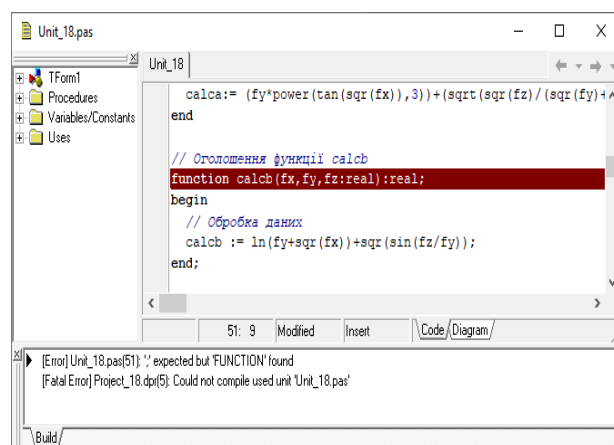 Unit_18.pas
Unit_18
TForm1
Procedures
Variables/Constants
Uses
calca:= (fy*power(tan(sqr(fx)),3))+(sqrt(sqr(fz)/(sqr(fy)+
end
// Оголошення функції calcb
function calcb(fx,fy,fz:real):real;
begin
// Обробка даних
calcb := ln(fy+sqr(fx))+sqr(sin(fz/fy));
end;
51: 9 Modified Insert Code Diagram
[Error] Unit_18.pas(51): ';' expected but 'FUNCTION' found
[Fatal Error] Project_18.dpr(5): Could not compile used unit 'Unit_18.pas'
Build